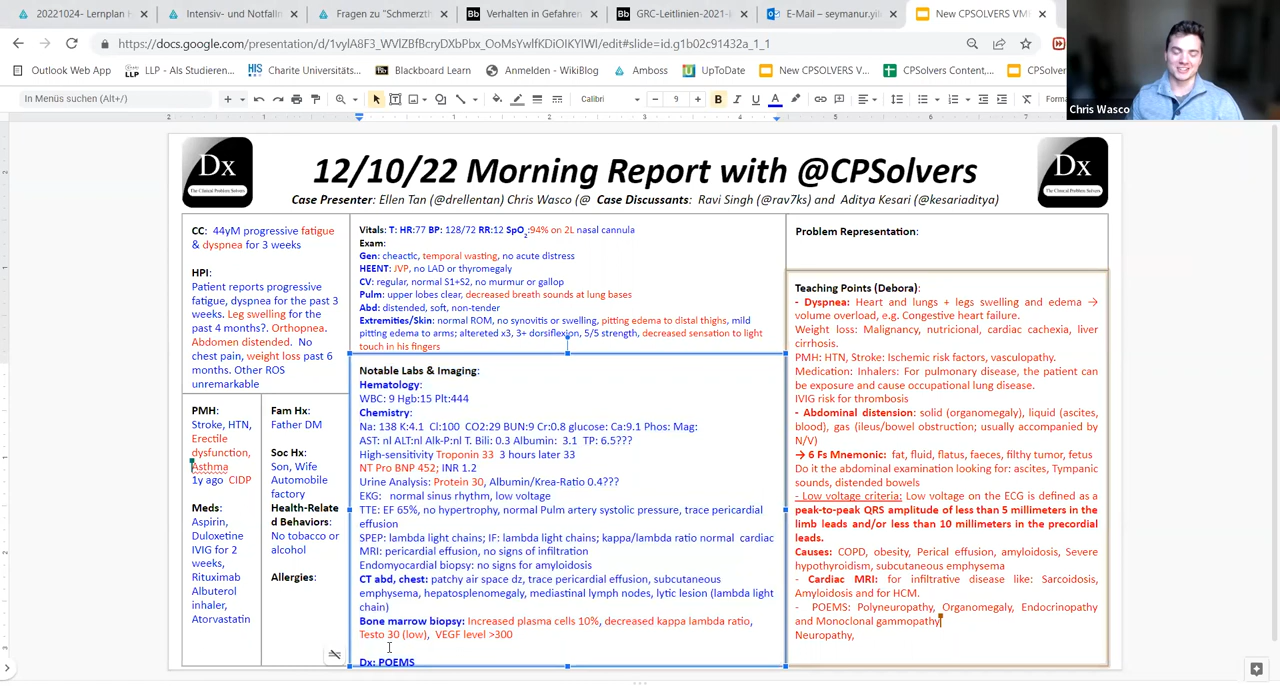 20221024- Lernplan H
Intensiv- und Notfalln
Fragen zu "Schmerzth
Verhalten in Gefahren
GRC-Leitlinien-2021-
E-Mail – seymanur.yil
New CPSOLVERS VM
https://docs.google.com/presentation/d/1vylA8F3_WVlZBfBcryDXbPbx_OoMsYwlfKDiOIKYIWI/edit#slide=id.g1b02c91432a_1_1
Outlook Web App
LLP - Als Studieren...
Charite Universitäts...
Blackboard Learn
Anmelden - WikiBlog
Amboss
UpToDate
New CPSOLVERS V...
CPSolvers Content,...
CPSolver
In Menüs suchen (Alt+/)
Calibri
9
Forma
Chris Wasco
Dx
The Clinical Problem Solvers
12/10/22 Morning Report with @CPSolvers
Case Presenter: Ellen Tan (@drellentan) Chris Wasco (@ Case Discussants: Ravi Singh (@rav7ks) and Aditya Kesari (@kesariaditya)
Dx
The Clinical Problem Solvers
CC: 44yM progressive fatigue
& dyspnea for 3 weeks
HPI:
Patient reports progressive
fatigue, dyspnea for the past 3
weeks. Leg swelling for the
past 4 months?. Orthopnea.
Abdomen distended. No
chest pain, weight loss past 6
months. Other ROS
unremarkable
PMH:
Stroke, HTN,
Erectile
dysfunction,
Asthma
1y ago CIDP
Meds:
Aspirin,
Duloxetine
IVIG for 2
weeks,
Rituximab
Albuterol
inhaler,
Atorvastatin
Fam Hx:
Father DM
Soc Hx:
Son, Wife
Automobile
factory
Health-Relate
d Behaviors:
No tobacco or
alcohol
Allergies:
Vitals: T: HR:77 BP: 128/72 RR:12 SpO2:94% on 2L nasal cannula
Exam:
Gen: cheactic, temporal wasting, no acute distress
HEENT: JVP, no LAD or thyromegaly
CV: regular, normal S1+S2, no murmur or gallop
Pulm: upper lobes clear, decreased breath sounds at lung bases
Abd: distended, soft, non-tender
Extremities/Skin: normal ROM, no synovitis or swelling, pitting edema to distal thighs, mild
pitting edema to arms; altereted x3, 3+ dorsiflexion, 5/5 strength, decreased sensation to light
touch in his fingers
Notable Labs & Imaging:
Hematology:
WBC: 9 Hgb:15 Plt:444
Chemistry:
Na: 138 K:4.1 Cl:100 CO2:29 BUN:9 Cr:0.8 glucose: Ca:9.1 Phos: Mag:
AST: nl ALT:nl Alk-P:nl T. Bili: 0.3 Albumin: 3.1 TP: 6.5???
High-sensitivity Troponin 33 3 hours later 33
NT Pro BNP 452; INR 1.2
Urine Analysis: Protein 30, Albumin/Krea-Ratio 0.4???
EKG: normal sinus rhythm, low voltage
TTE: EF 65%, no hypertrophy, normal Pulm artery systolic pressure, trace pericardial
effusion
SPEP: lambda light chains; IF: lambda light chains; kappa/lambda ratio normal cardiac
MRI: pericardial effusion, no signs of infiltration
Endomyocardial biopsy: no signs for amyloidosis
CT abd, chest: patchy air space dz, trace pericardial effusion, subcutaneous
emphysema, hepatosplenomegaly, mediastinal lymph nodes, lytic lesion (lambda light
chain)
Bone marrow biopsy: Increased plasma cells 10%, decreased kappa lambda ratio,
Testo 30 (low), VEGF level >300
Dx: POEMS
Problem Representation:
Teaching Points (Debora):
- Dyspnea: Heart and lungs + legs swelling and edema →
volume overload, e.g. Congestive heart failure.
Weight loss: Malignancy, nutricional, cardiac cachexia, liver
cirrhosis.
PMH: HTN, Stroke: Ischemic risk factors, vasculopathy.
Medication: Inhalers: For pulmonary disease, the patient can
be exposure and cause occupational lung disease.
IVIG risk for thrombosis
- Abdominal distension: solid (organomegaly), liquid (ascites,
blood), gas (ileus/bowel obstruction; usually accompanied by
N/V)
→ 6 Fs Mnemonic: fat, fluid, flatus, faeces, filthy tumor, fetus
Do it the abdominal examination looking for: ascites, Tympanic
sounds, distended bowels
- Low voltage criteria: Low voltage on the ECG is defined as a
peak-to-peak QRS amplitude of less than 5 millimeters in the
limb leads and/or less than 10 millimeters in the precordial
leads.
Causes: COPD, obesity, Perical effusion, amyloidosis, Severe
hypothyroidism, subcutaneous emphysema
- Cardiac MRI: for infiltrative disease like: Sarcoidosis,
Amyloidosis and for HCM.
- POEMS: Polyneuropathy, Organomegaly, Endocrinopathy
and Monoclonal gammopathy
Neuropathy,